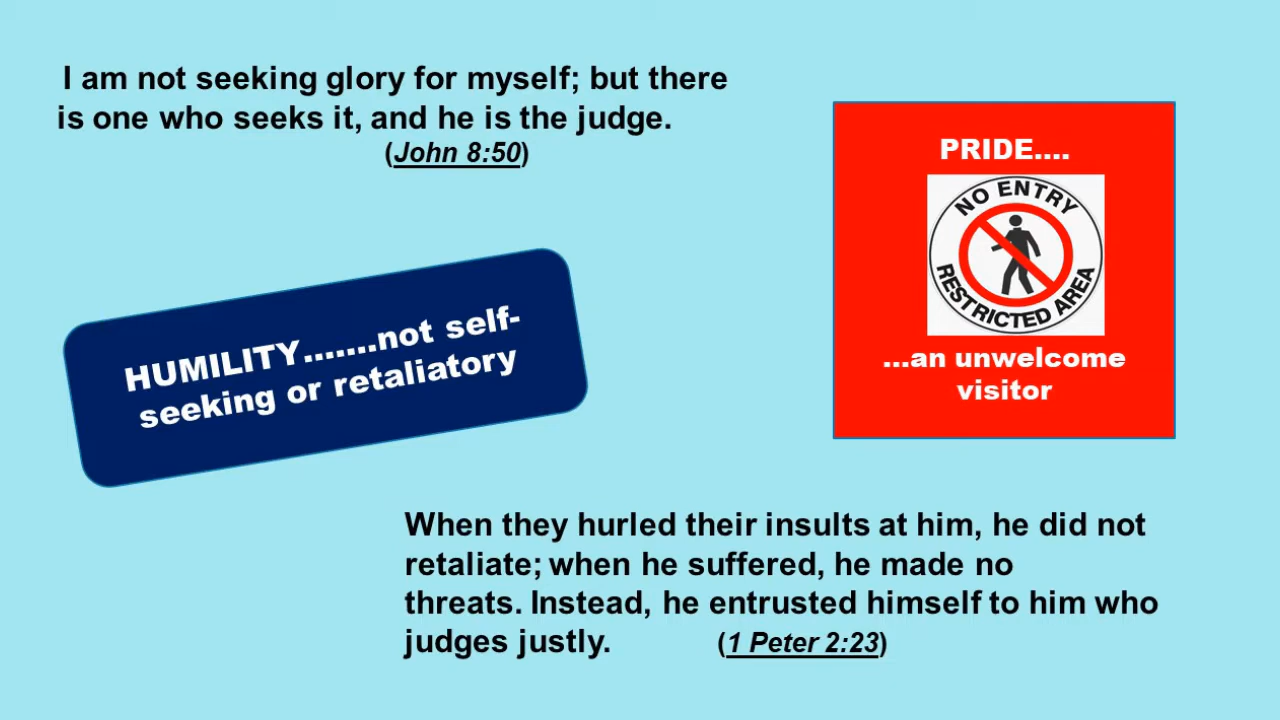 I am not seeking glory for myself; but there
is one who seeks it, and he is the judge.
(John 8:50)
PRIDE....
NO ENTRY
RESTRICTED AREA
...an unwelcome
visitor
HUMILITY.......not self-
seeking or retaliatory
When they hurled their insults at him, he did not
retaliate; when he suffered, he made no
threats. Instead, he entrusted himself to him who
judges justly. (1 Peter 2:23)